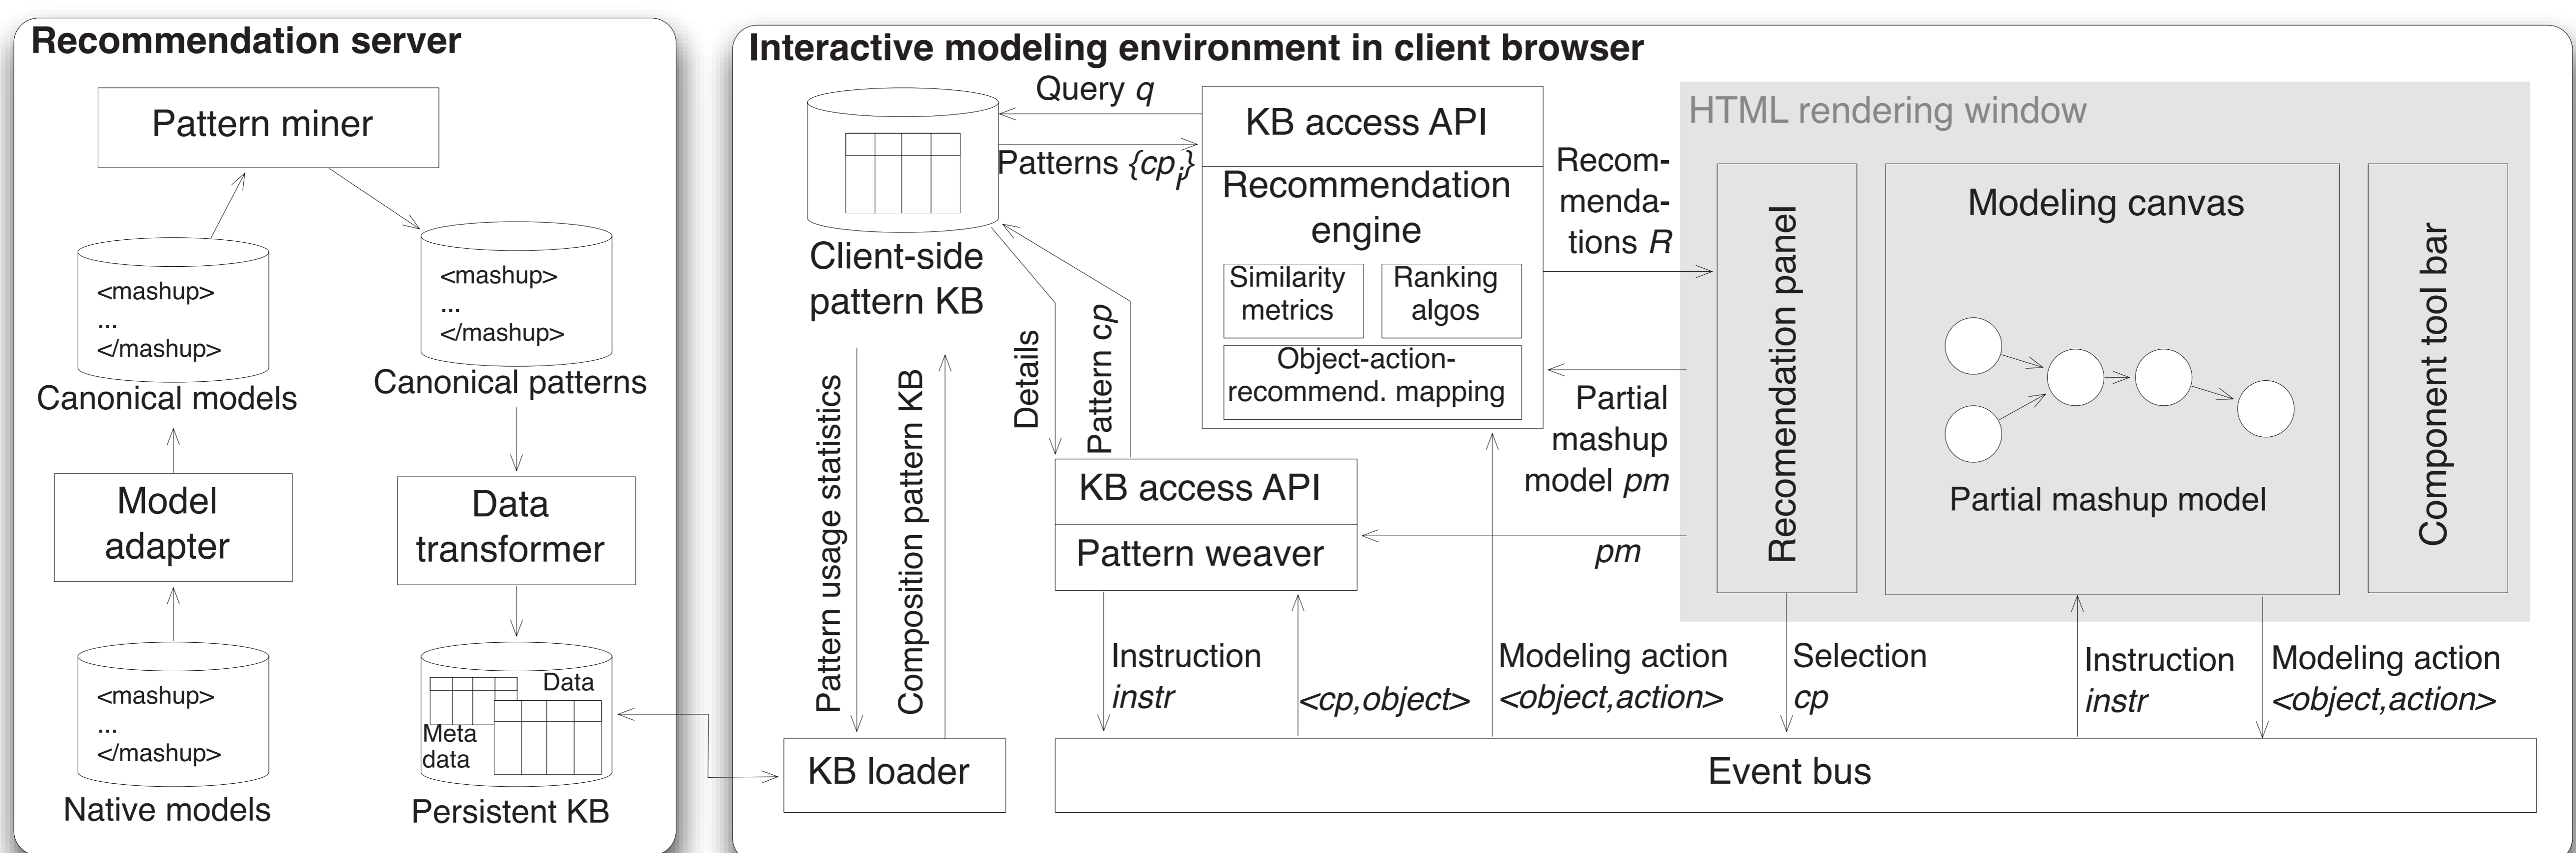 Recommendation server
Pattern miner
<mashup>
...
</mashup>
Canonical models
<mashup>
...
</mashup>
Canonical patterns
Model
adapter
Data
transformer
<mashup>
...
</mashup>
Native models
Data
Meta
data
Persistent KB
Interactive modeling environment in client browser
Client-side
pattern KB
Query q
Patterns {cpi}
KB access API
Recommendation
engine
Similarity
metrics
Ranking
algos
Object-action-
recommend. mapping
Recom-
menda-
tions R
Partial
mashup
model pm
pm
Details
Pattern cp
Pattern usage statistics
Composition pattern KB
KB access API
Pattern weaver
HTML rendering window
Recomendation panel
Modeling canvas
Partial mashup model
Component tool bar
Instruction
instr
<cp,object>
Modeling action
<object,action>
Selection
cp
Instruction
instr
Modeling action
<object,action>
KB loader
Event bus